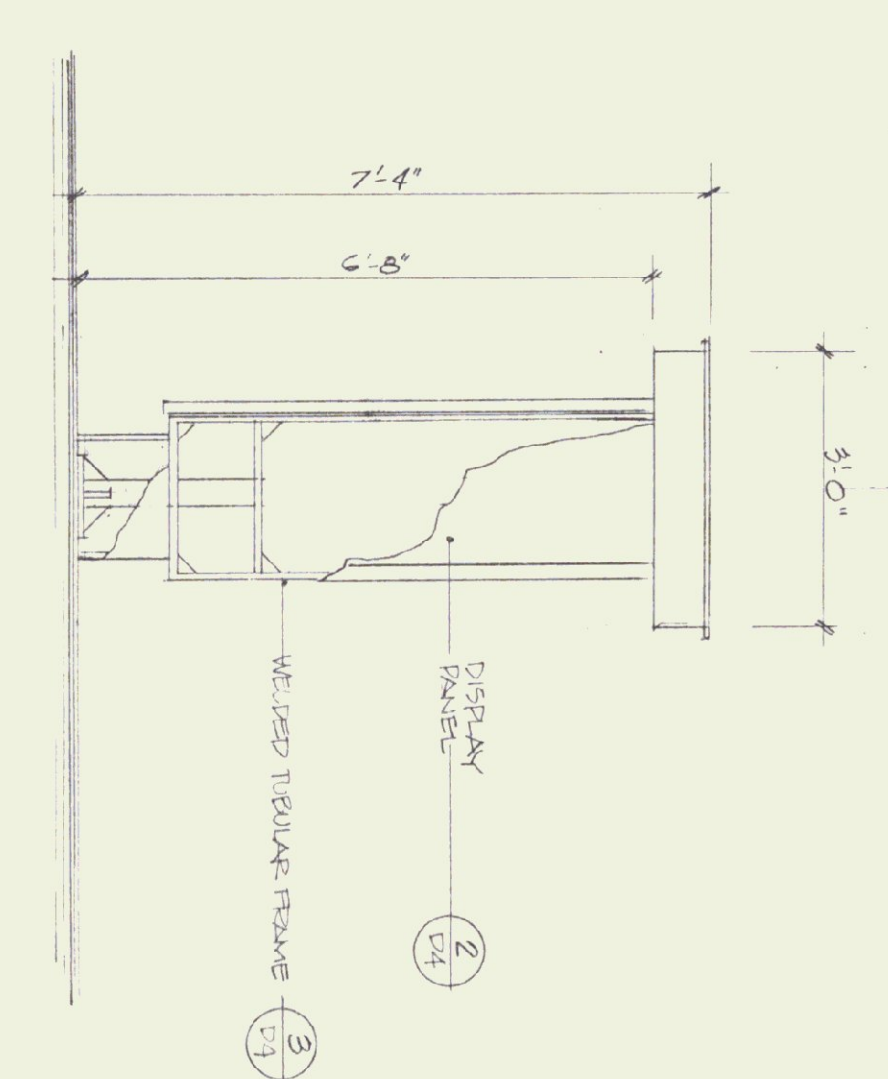 7'-4"
6'-8"
3'-0"
DISPLAY
PANEL
2
D4
WELDED TUBULAR FRAME
3
D4